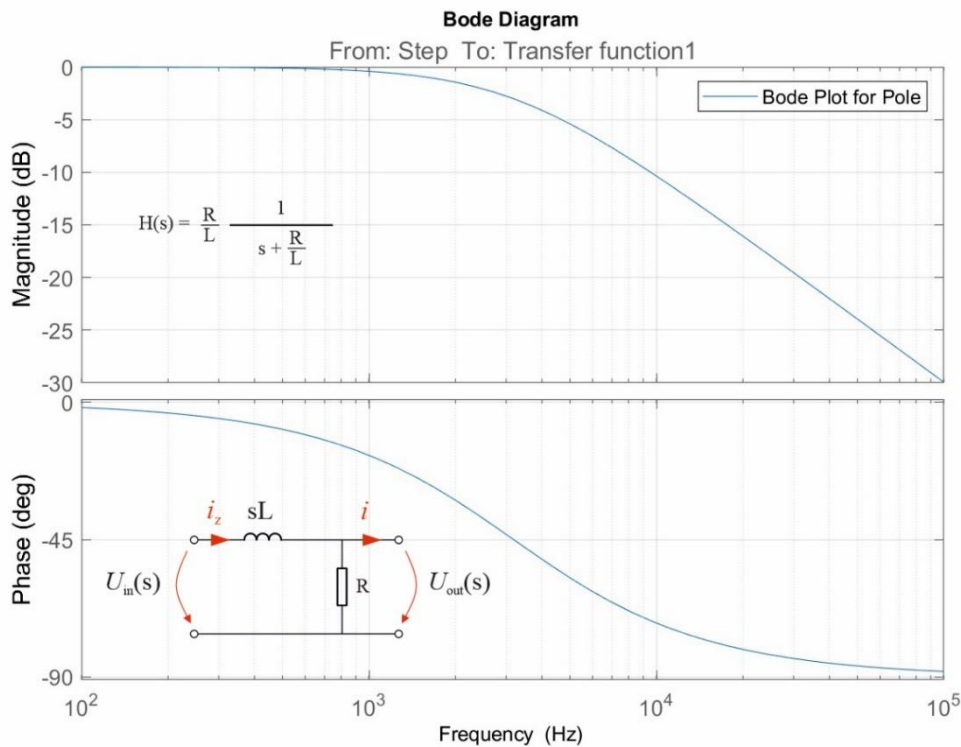 Bode Diagram
From: Step To: Transfer function1
Magnitude (dB)
0
-5
-10
-15
-20
-25
-30
Bode Plot for Pole
H(s) = R/L 1/(s + R/L)
Phase (deg)
0
-45
-90
i_z sL i
U_in(s) R U_out(s)
10^2 10^3 10^4 10^5
Frequency (Hz)